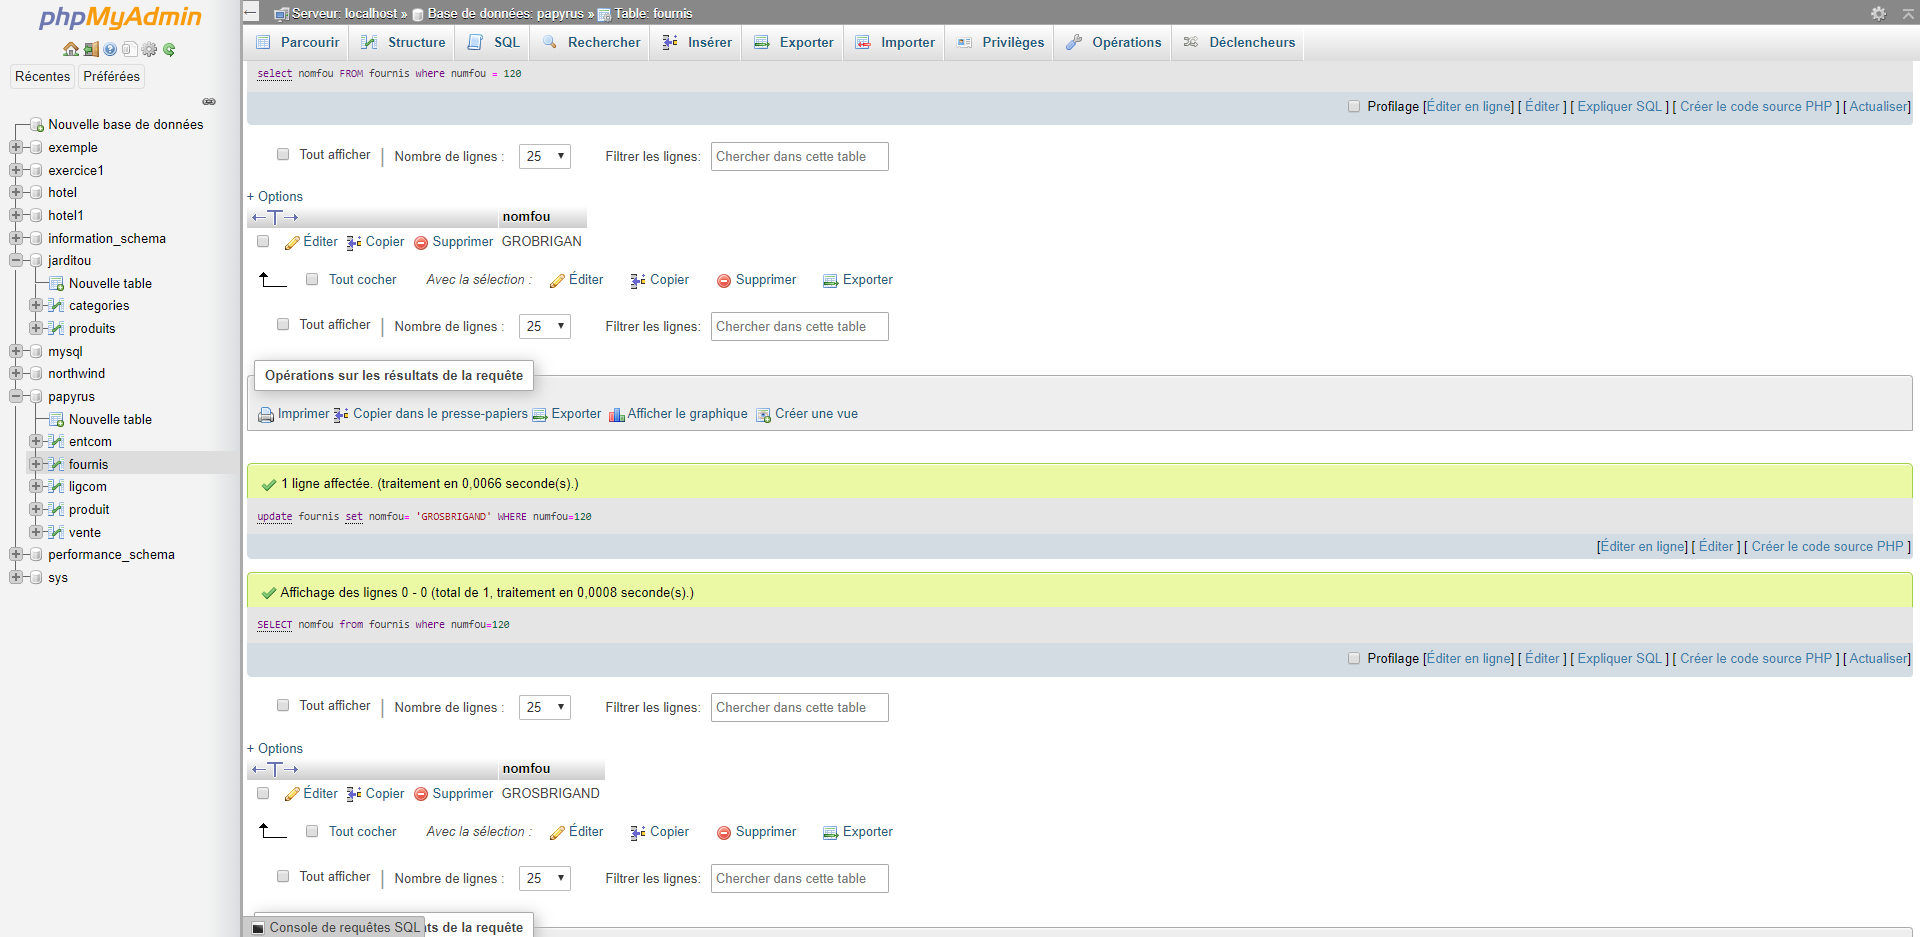 phpMyAdmin
Récentes Préférées
Nouvelle base de données
exemple
exercice1
hotel
hotel1
information_schema
jarditou
Nouvelle table
categories
produits
mysql
northwind
papyrus
Nouvelle table
entcom
fournis
ligcom
produit
vente
performance_schema
sys
Serveur: localhost » Base de données: papyrus » Table: fournis
Parcourir Structure SQL Rechercher Insérer Exporter Importer Privilèges Opérations Déclencheurs
select nomfou FROM fournis where numfou = 120
Profilage [Éditer en ligne] [ Éditer ] [ Expliquer SQL ] [ Créer le code source PHP ] [ Actualiser]
Tout afficher | Nombre de lignes : 25 Filtrer les lignes: Chercher dans cette table
+ Options
←T→ nomfou
Éditer Copier Supprimer GROBRIGAN
Tout cocher Avec la sélection : Éditer Copier Supprimer Exporter
Tout afficher | Nombre de lignes : 25 Filtrer les lignes: Chercher dans cette table
Opérations sur les résultats de la requête
Imprimer Copier dans le presse-papiers Exporter Afficher le graphique Créer une vue
1 ligne affectée. (traitement en 0,0066 seconde(s).)
update fournis set nomfou= 'GROSBRIGAND' WHERE numfou=120
[Éditer en ligne] [ Éditer ] [ Créer le code source PHP ]
Affichage des lignes 0 - 0 (total de 1, traitement en 0,0008 seconde(s).)
SELECT nomfou from fournis where numfou=120
Profilage [Éditer en ligne] [ Éditer ] [ Expliquer SQL ] [ Créer le code source PHP ] [ Actualiser]
Tout afficher | Nombre de lignes : 25 Filtrer les lignes: Chercher dans cette table
+ Options
←T→ nomfou
Éditer Copier Supprimer GROSBRIGAND
Tout cocher Avec la sélection : Éditer Copier Supprimer Exporter
Tout afficher | Nombre de lignes : 25 Filtrer les lignes: Chercher dans cette table
Console de requêtes SQL ts de la requête